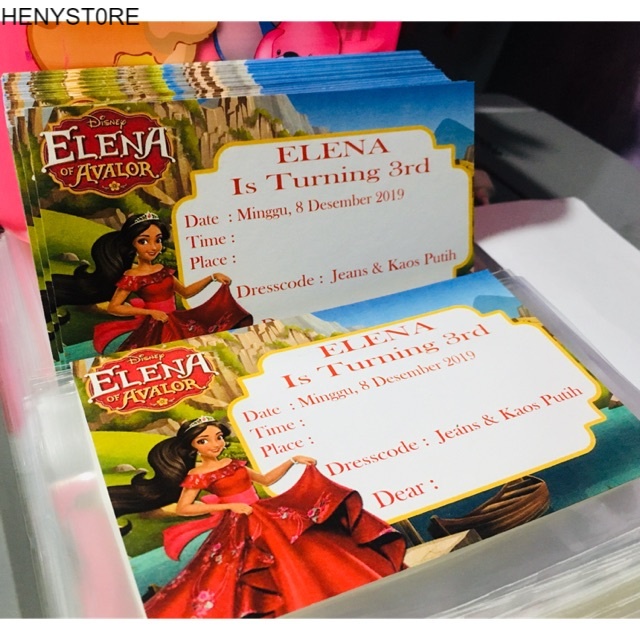 HENYST0RE
Disney
ELENA
OF AVALOR
ELENA
Is Turning 3rd
Date : Minggu, 8 Desember 2019
Time :
Place :
Dresscode : Jeans & Kaos Putih
Disney
ELENA
OF AVALOR
ELENA
Is Turning 3rd
Date : Minggu, 8 Desember 2019
Time :
Place :
Dresscode : Jeans & Kaos Putih
Dear :